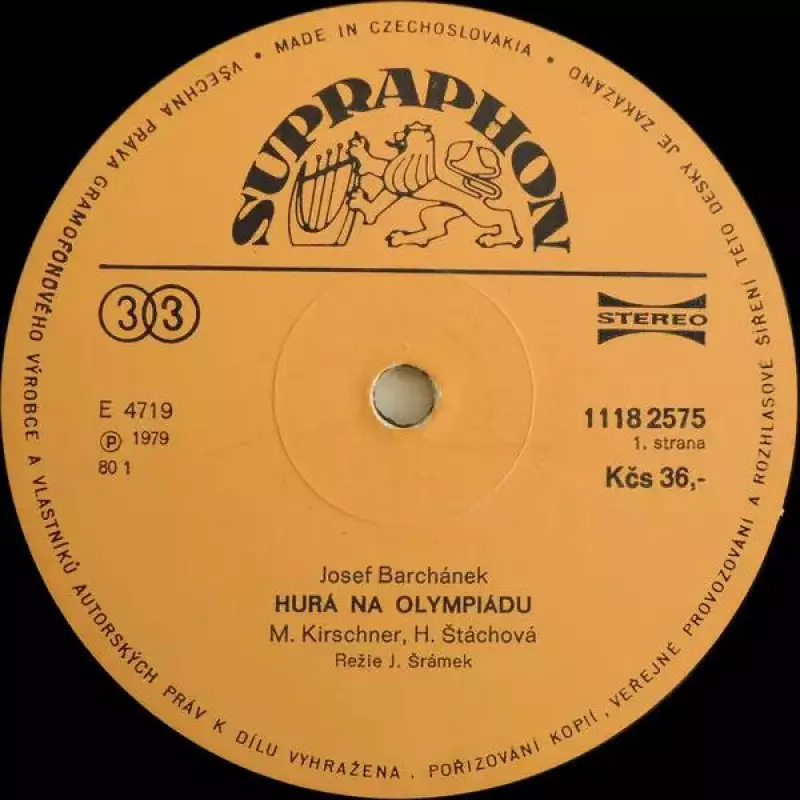 MADE IN CZECHOSLOVAKIA
SUPRAPHON
33
STEREO
E 4719
Ⓟ 1979
80 1
1118 2575
1. strana
Kčs 36,-
Josef Barchánek
HURÁ NA OLYMPIÁDU
M. Kirschner, H. Štáchová
Režie J. Šrámek
VŠECHNA PRÁVA GRAMOFONOVÉHO VÝROBCE A VLASTNÍKŮ AUTORSKÝCH PRÁV K DÍLU VYHRAŽENA. POŘIZOVÁNÍ KOPIÍ, VEŘEJNÉ PROVOZOVÁNÍ A ROZHLASOVÉ ŠÍŘENÍ TÉTO DESKY JE ZAKÁZÁNO